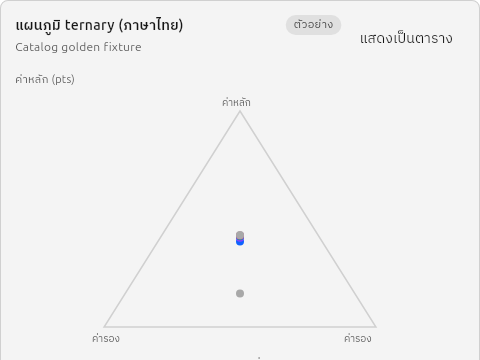 แผนภูมิ ternary (ภาษาไทย)
ตัวอย่าง
แสดงเป็นตาราง
Catalog golden fixture
ค่าหลัก (pts)
ค่าหลัก
ค่ารอง
ค่ารอง